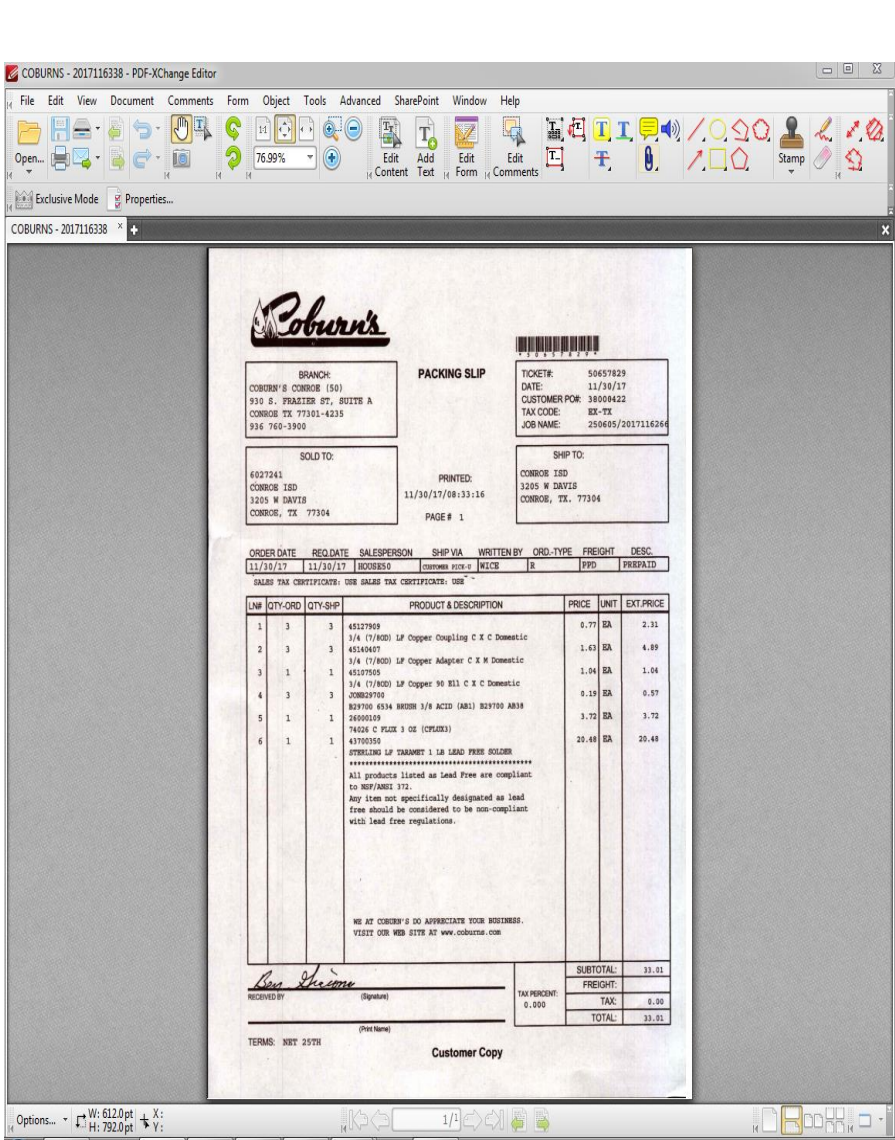 COBURNS - 2017116338 - PDF-XChange Editor
File Edit View Document Comments Form Object Tools Advanced SharePoint Window Help
Open... 76.99% Edit Content Add Text Edit Form Edit Comments Stamp
Exclusive Mode Properties...
COBURNS - 2017116338
Coburn's
*50657829*
BRANCH:
COBURN'S CONROE (50)
930 S. FRAZIER ST, SUITE A
CONROE TX 77301-4235
936 760-3900
PACKING SLIP
TICKET#: 50657829
DATE: 11/30/17
CUSTOMER PO#: 38000422
TAX CODE: EX-TX
JOB NAME: 250605/2017116266
SOLD TO:
6027241
CONROE ISD
3205 W DAVIS
CONROE, TX 77304
PRINTED:
11/30/17/08:33:16
PAGE # 1
SHIP TO:
CONROE ISD
3205 W DAVIS
CONROE, TX. 77304
ORDER DATE REQ.DATE SALESPERSON SHIP VIA WRITTEN BY ORD.-TYPE FREIGHT DESC.
11/30/17 11/30/17 HOUSE50 CUSTOMER PICK-U WICE R PPD PREPAID
SALES TAX CERTIFICATE: USE SALES TAX CERTIFICATE: USE
LN# QTY-ORD QTY-SHP PRODUCT & DESCRIPTION PRICE UNIT EXT.PRICE
1 3 3 45127909 0.77 EA 2.31
3/4 (7/8OD) LF Copper Coupling C X C Domestic
2 3 3 45140407 1.63 EA 4.89
3/4 (7/8OD) LF Copper Adapter C X M Domestic
3 1 1 45107505 1.04 EA 1.04
3/4 (7/8OD) LF Copper 90 Ell C X C Domestic
4 3 3 JONB29700 0.19 EA 0.57
B29700 6534 BRUSH 3/8 ACID (AB1) B29700 AB38
5 1 1 26000109 3.72 EA 3.72
74026 C FLUX 3 OZ (CFLUX3)
6 1 1 43700350 20.48 EA 20.48
STERLING LF TARAMET 1 LB LEAD FREE SOLDER
************************************************
All products listed as Lead Free are compliant
to NSF/ANSI 372.
Any item not specifically designated as lead
free should be considered to be non-compliant
with lead free regulations.
WE AT COBURN'S DO APPRECIATE YOUR BUSINESS.
VISIT OUR WEB SITE AT www.coburns.com
SUBTOTAL: 33.01
FREIGHT:
TAX PERCENT: 0.000
TAX: 0.00
TOTAL: 33.01
Ben
RECEIVED BY (Signature)
(Print Name)
TERMS: NET 25TH
Customer Copy
Options... W: 612.0pt H: 792.0pt X: Y: 1/1